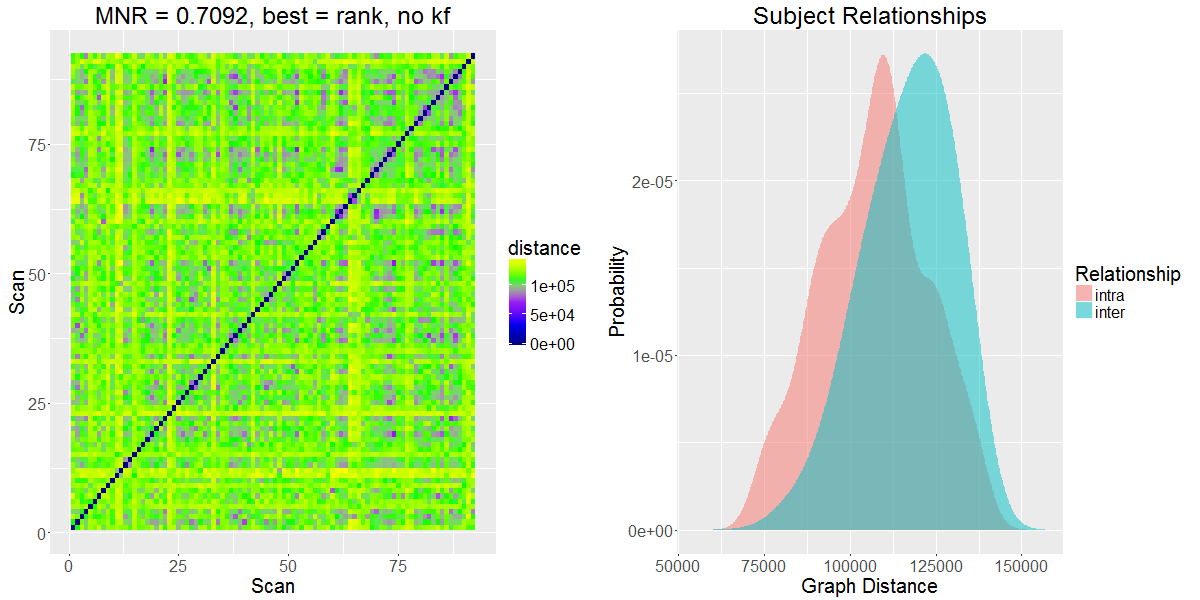 MNR = 0.7092, best = rank, no kf
Scan
75
50
25
0
0 25 50 75
Scan
distance
1e+05
5e+04
0e+00
Subject Relationships
Probability
2e-05
1e-05
0e+00
50000 75000 100000 125000 150000
Graph Distance
Relationship
intra
inter